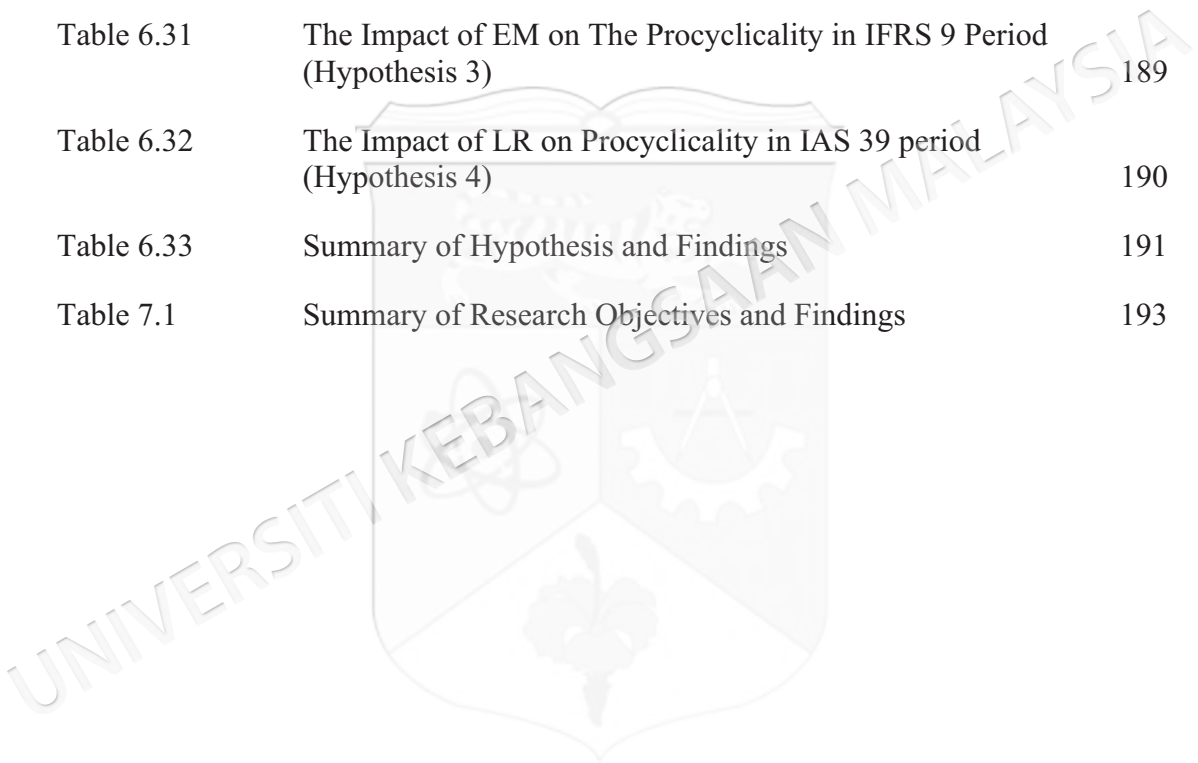 Table 6.31 The Impact of EM on The Procyclicality in IFRS 9 Period
(Hypothesis 3) 189
Table 6.32 The Impact of LR on Procyclicality in IAS 39 period
(Hypothesis 4) 190
Table 6.33 Summary of Hypothesis and Findings 191
Table 7.1 Summary of Research Objectives and Findings 193
UNIVERSITI KEBANGSAAN MALAYSIA